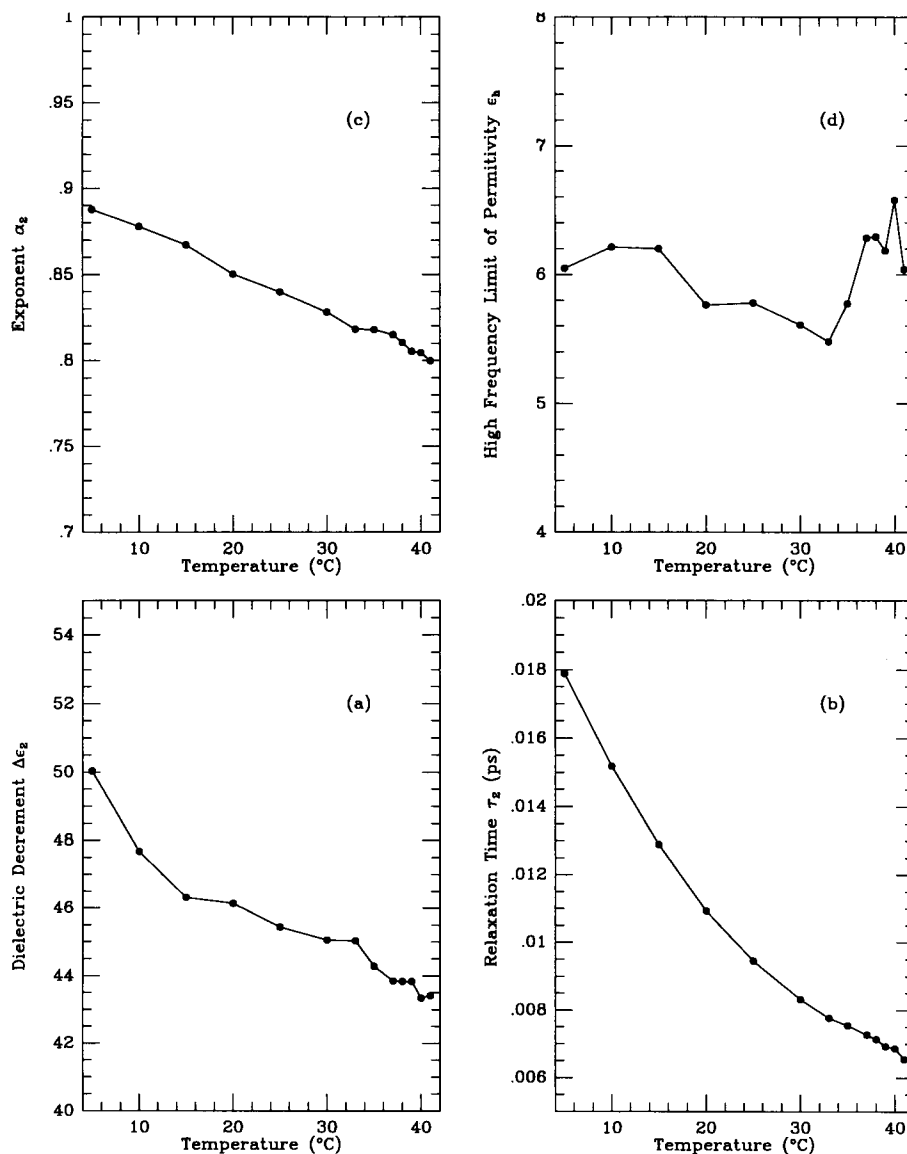 1
.95
.9
.85
.8
.75
.7
Exponent α₂
(c)
10 20 30 40
Temperature (°C)
8
7
6
5
4
High Frequency Limit of Permitivity ϵₕ
(d)
10 20 30 40
Temperature (°C)
54
52
50
48
46
44
42
40
Dielectric Decrement Δϵ₂
(a)
10 20 30 40
Temperature (°C)
.02
.018
.016
.014
.012
.01
.008
.006
Relaxation Time τ₂ (ps)
(b)
10 20 30 40
Temperature (°C)